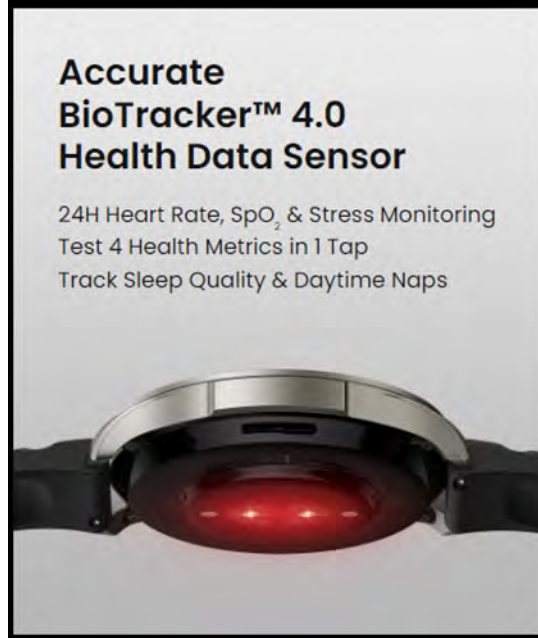 Accurate
BioTracker™ 4.0
Health Data Sensor
24H Heart Rate, SpO₂ & Stress Monitoring
Test 4 Health Metrics in 1 Tap
Track Sleep Quality & Daytime Naps